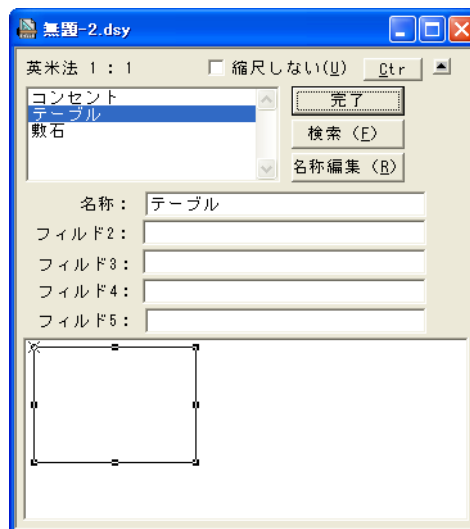 無題-2.dsy
英米法 1 : 1 縮尺しない(U) Ctr
コンセント
テーブル
敷石
完了
検索 (F)
名称編集 (R)
名称： テーブル
フィルド2：
フィルド3：
フィルド4：
フィルド5：